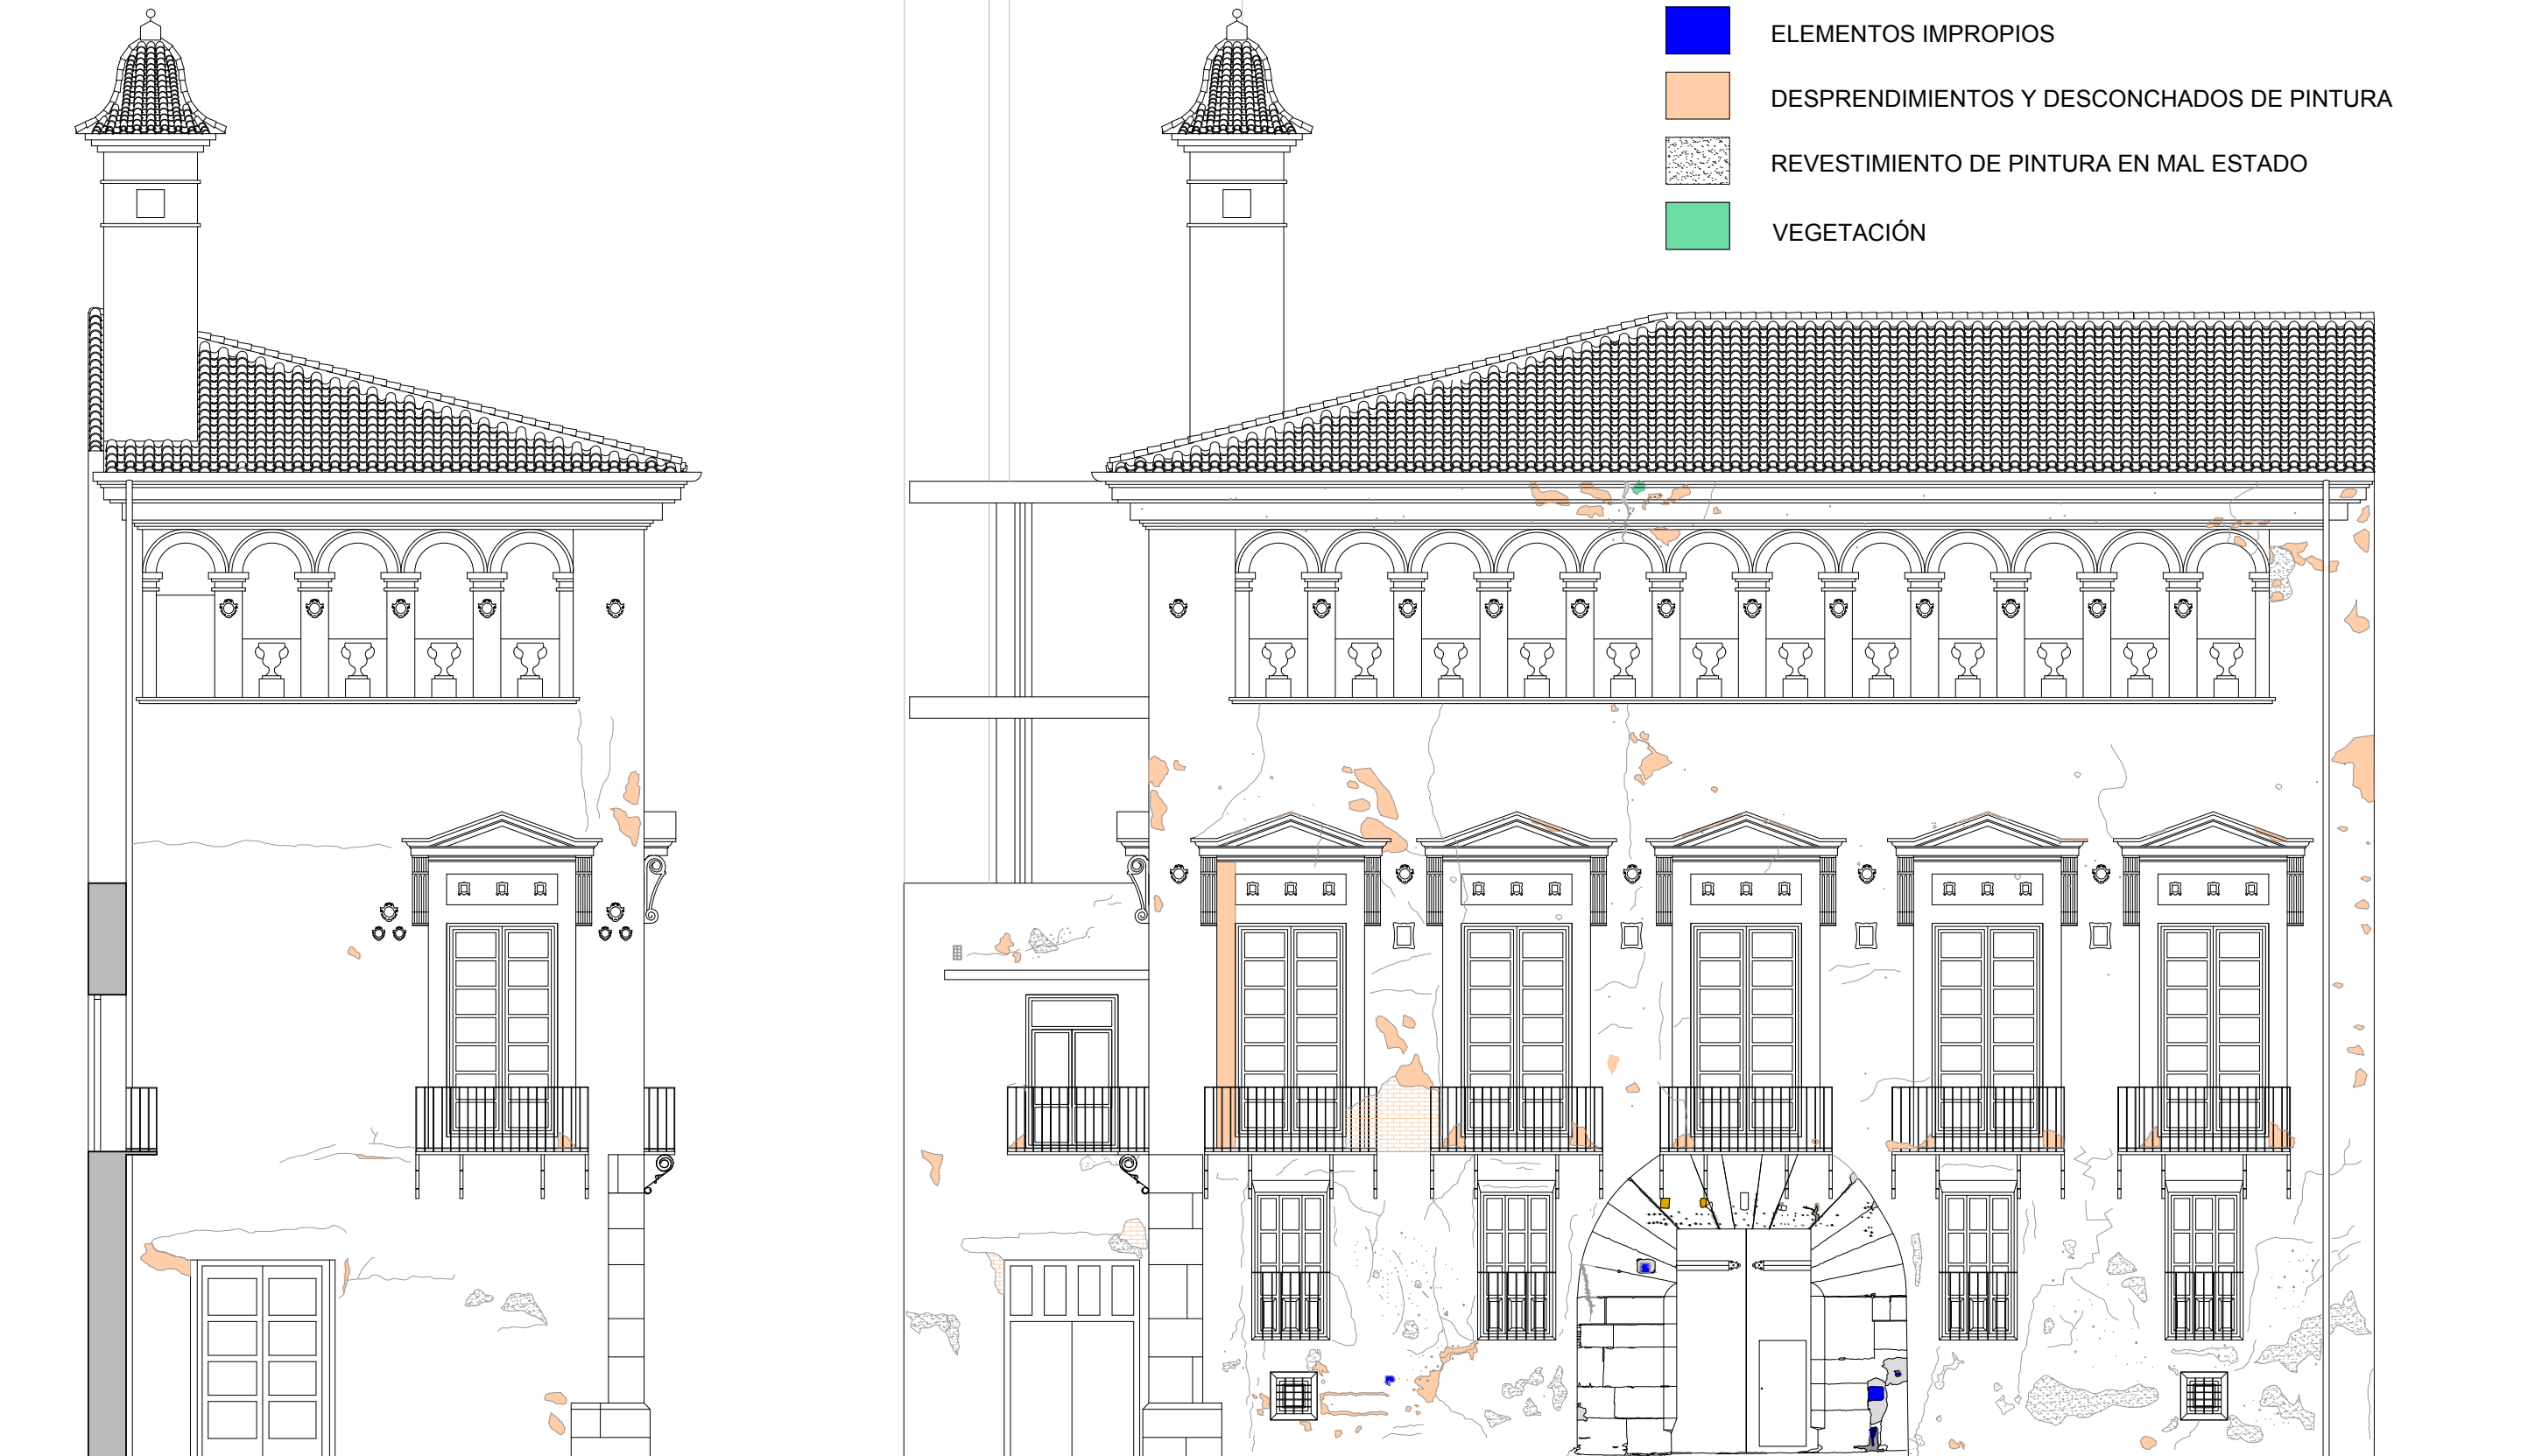 ELEMENTOS IMPROPIOS
DESPRENDIMIENTOS Y DESCONCHADOS DE PINTURA
REVESTIMIENTO DE PINTURA EN MAL ESTADO
VEGETACIÓN